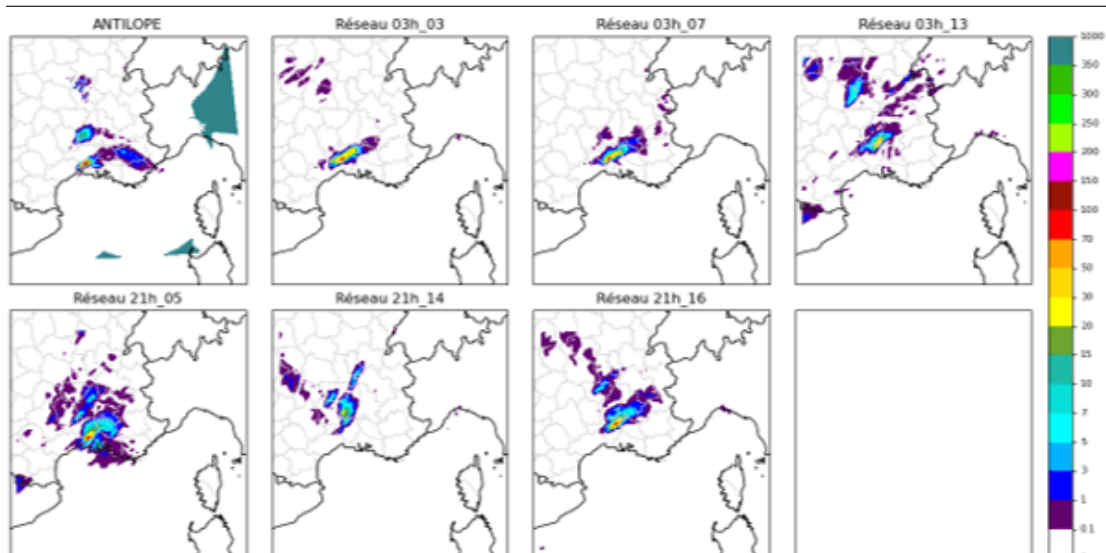 ANTILOPE
Réseau 03h_03
Réseau 03h_07
Réseau 03h_13
Réseau 21h_05
Réseau 21h_14
Réseau 21h_16
1000
350
300
250
200
150
100
70
50
30
20
15
10
7
5
3
1
0.1